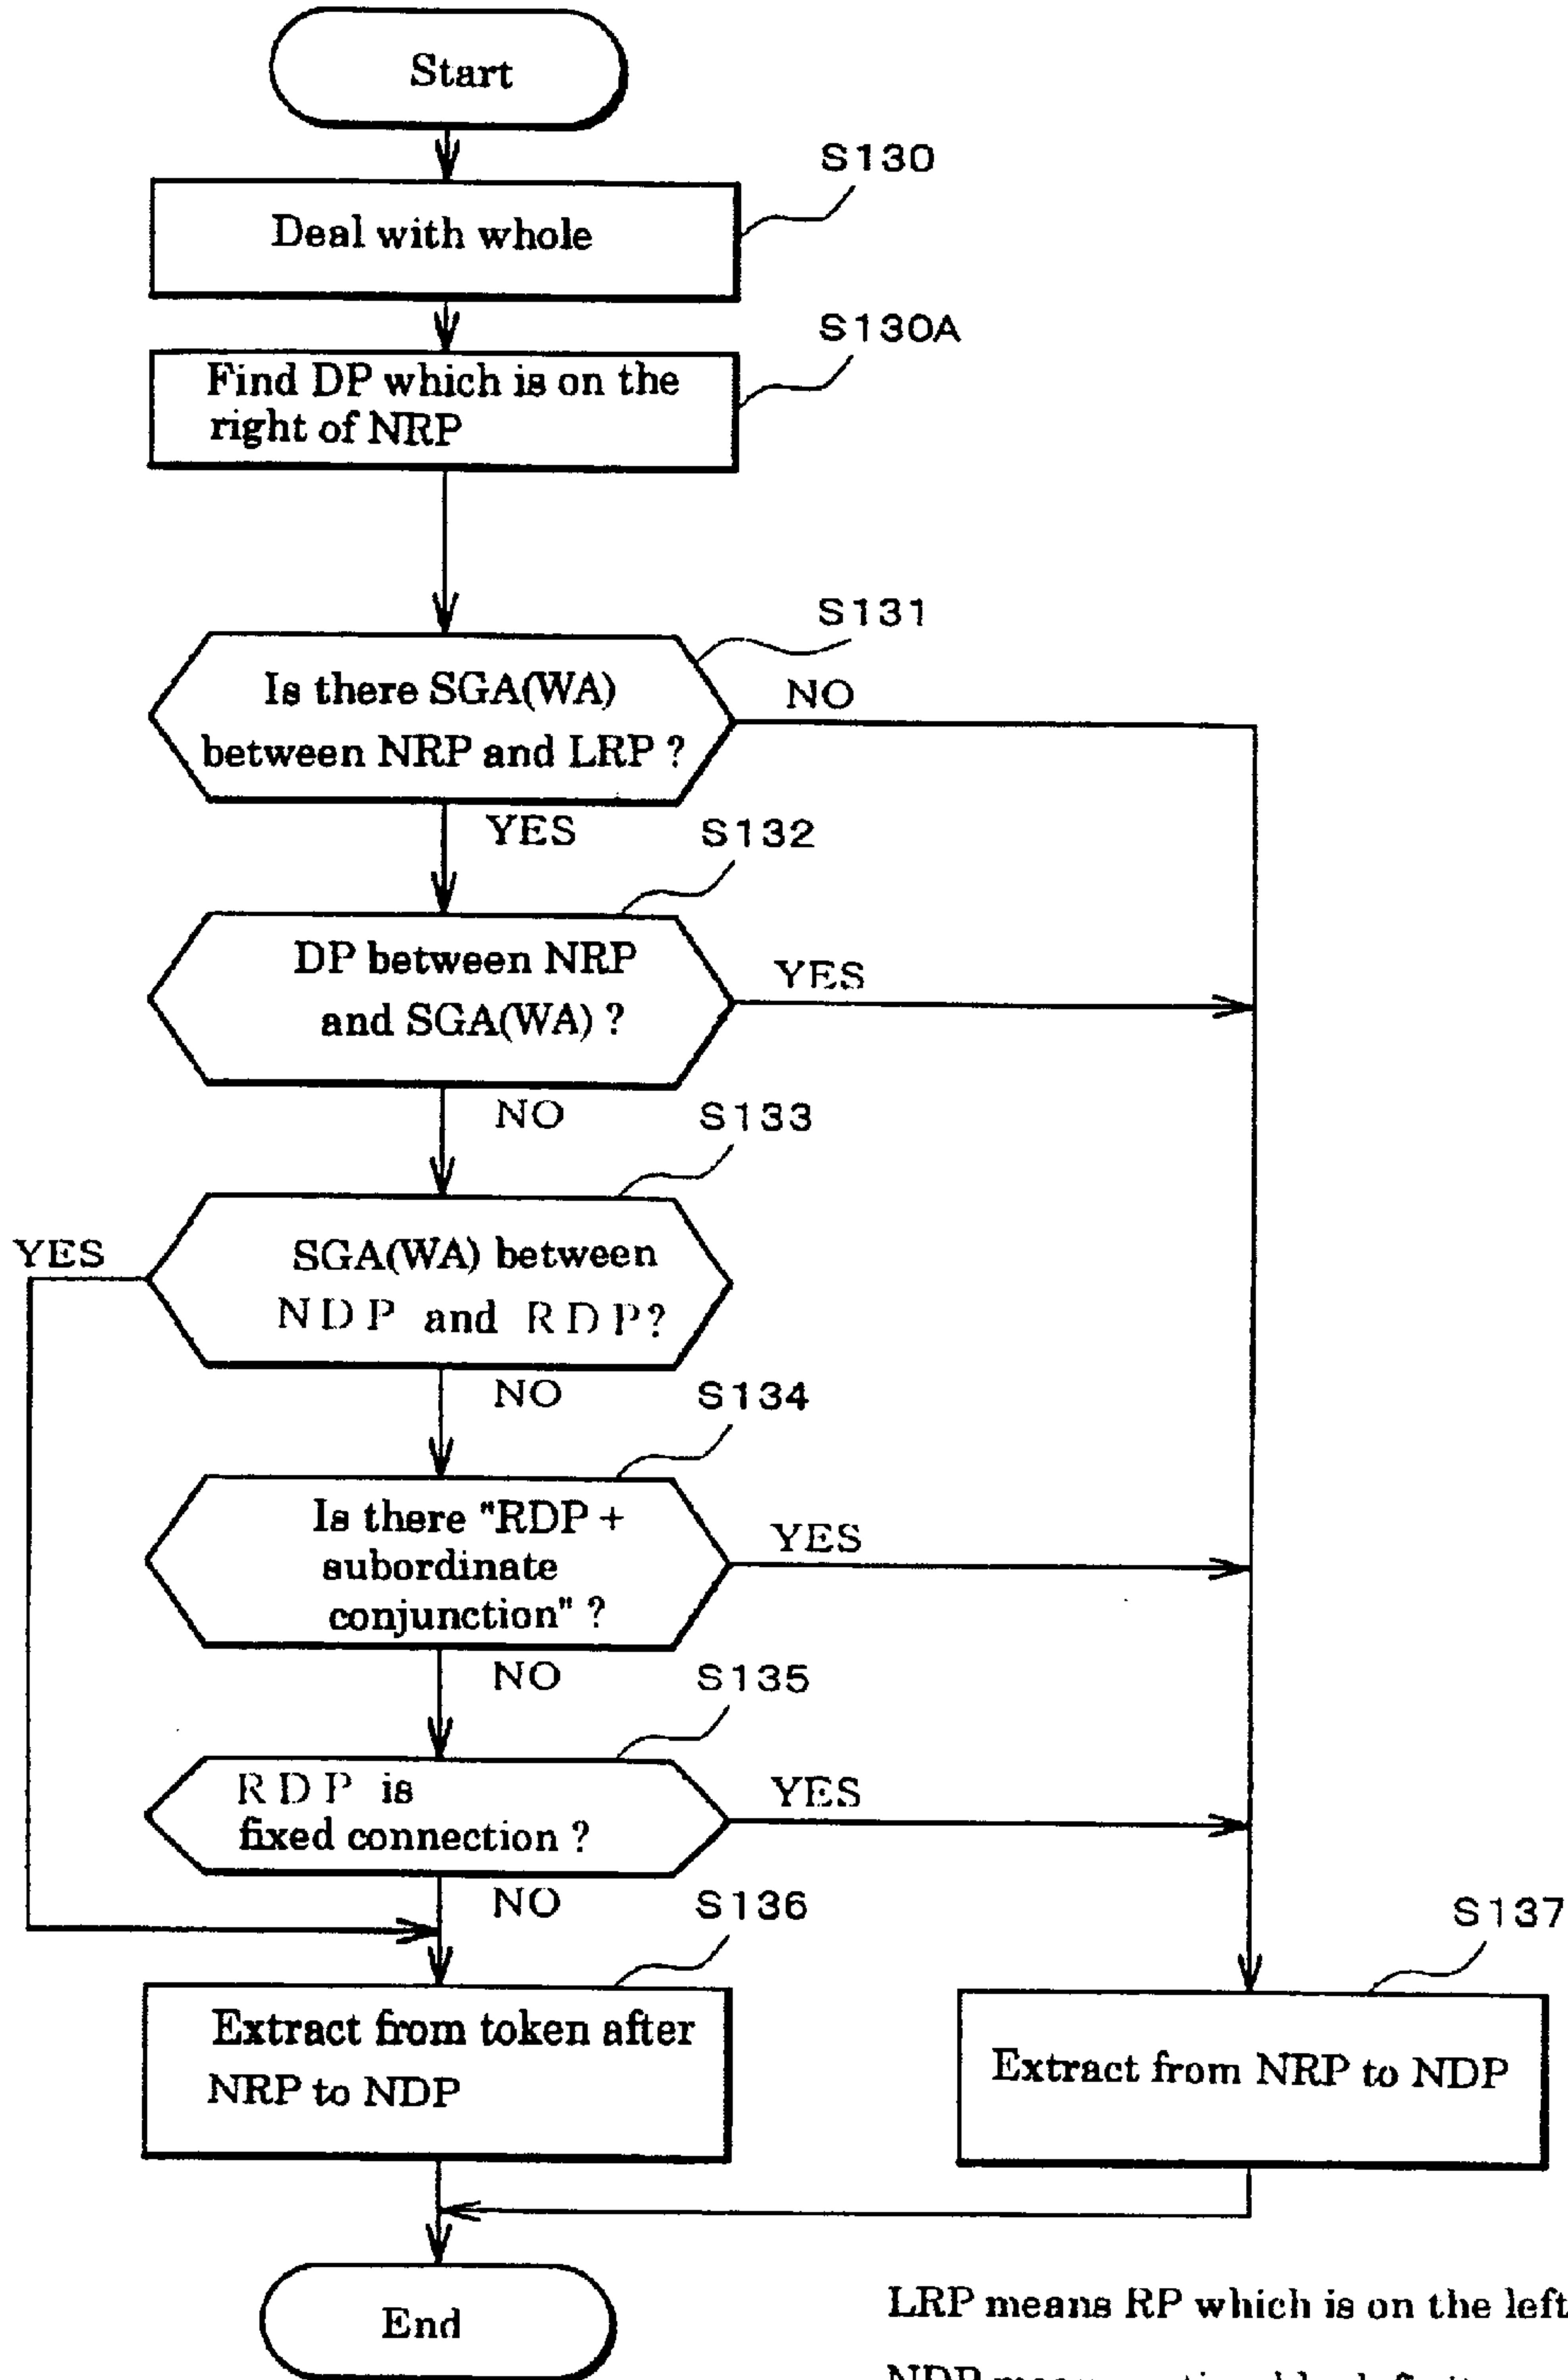 Start
S130
Deal with whole
S130A
Find DP which is on the
right of NRP
S131
Is there SGA(WA)
between NRP and LRP ?
NO
YES
S132
DP between NRP
and SGA(WA) ?
YES
NO
S133
YES
SGA(WA) between
NDP and RDP?
NO
S134
Is there "RDP +
subordinate
conjunction" ?
YES
NO
S135
RDP is
fixed connection ?
YES
NO
S136
S137
Extract from token after
NRP to NDP
Extract from NRP to NDP
End
LRP means RP which is on the left